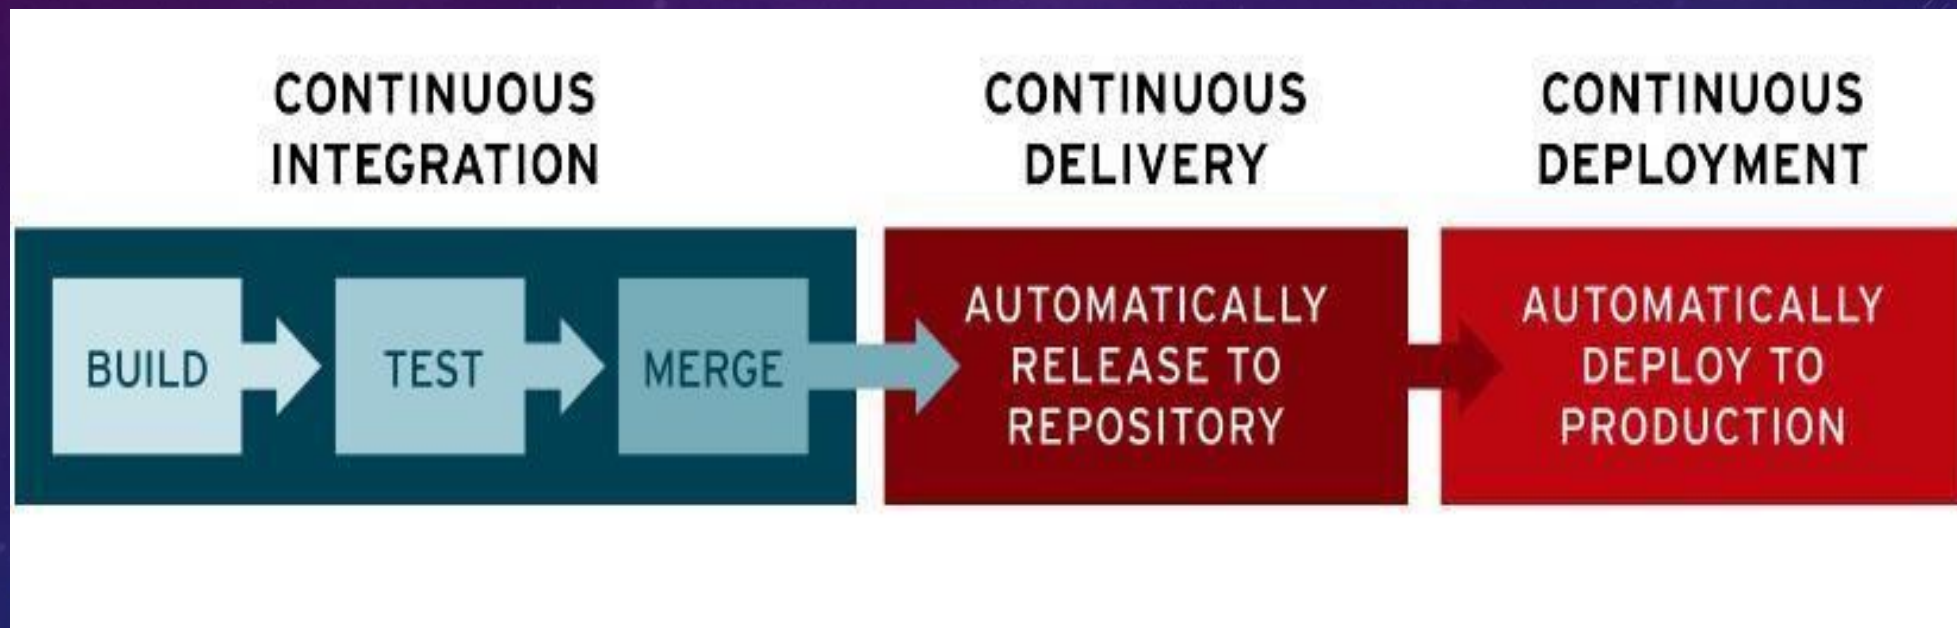 CONTINUOUS
INTEGRATION
BUILD
TEST
MERGE
CONTINUOUS
DELIVERY
AUTOMATICALLY
RELEASE TO
REPOSITORY
CONTINUOUS
DEPLOYMENT
AUTOMATICALLY
DEPLOY TO
PRODUCTION